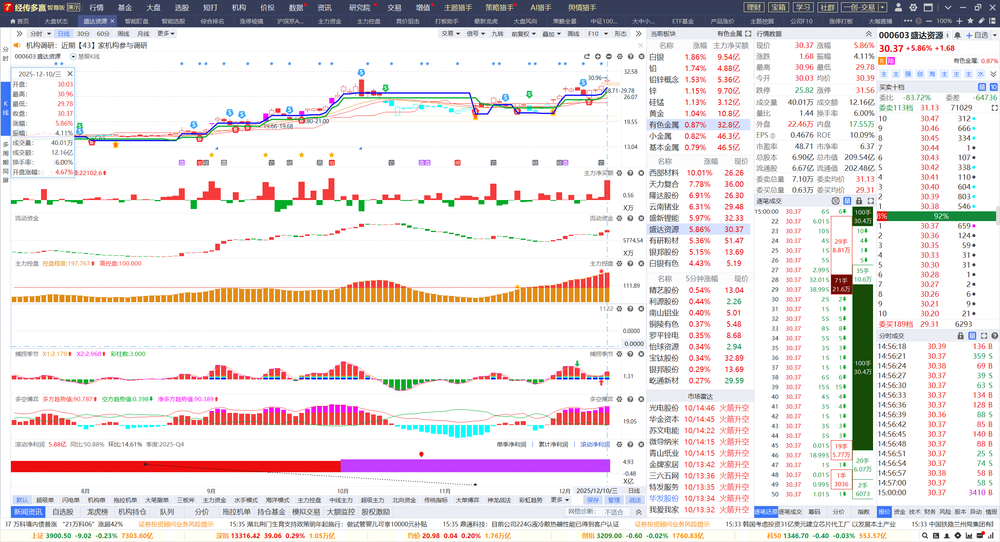 经传多赢 智尊版 演示 行情 基金 大盘 选股 短打 机构 价投 数据 资讯 研究院 交易 增值 主题猎手 策略猎手 AI猎手 舆情猎手 理财 宝箱 学习 社群 一创-交易
首页 大盘状态 盛达资源 智能盯盘 智能选股 综合排名 涨停棱镜 沪深京A... 主力资金 主力控盘 竞价狙击 打板助手 最新龙虎 大盘风向 策略全景 中证100... 大中小... ETF基金 产品涨价 主题挖掘 公司F10 涨停打板 大咖直播 100%
分时 日线 30分 60分 周线 月线 更多 交易 信号 九转 前复权 叠加 画线 F10 形态
分时
K线
多周期同屏
机构调研：近期【43】家机构参与调研
000603 盛达资源 慧眼K线
2025-12-10/三
开盘: 30.03
最高: 30.96
最低: 29.78
收盘: 30.37
涨幅: 5.86%
振幅: 4.11%
成交量: 40.01万
成交额: 12.16亿
换手率: 6.00%
开盘涨幅: 4.67%
30.96→
28.71-29.78
19.66-19.68
32.58
26.07
19.55
13.04
额:22102.6 主力净买额
0.56
X万
流动资金 流动资金
5774.54
X万
主力控盘 控盘程度:197.767 高控盘:100.000 主力控盘
111.89
1122
0.0000
0.0000
捕捞季节 X1:2.170 X2:2.960 彩柱数:3.000 捕捞季节
1.31
多空博弈 多方趋势值:90.787 空方趋势值:0.398 净多方趋势值:90.389 多空博弈
19.05
滚动净利润 5.88亿 同比:50.88% 环比:14.61% 季度:2025-Q4 单季净利润 | 累计净利润 | 滚动净利润
4.93
-0.48
X亿
8月 9月 10月 11月 12月 2025/12/10/三 日线
默认 超级单 闪电单 机构单 拖拉机单 大笔撤单 三板斧 主力资金 水手模式 海洋模式 主力控盘 中线主力 超级主力 北向资金 传统指标 大单博弈 神龙战法 彩虹趋势 更多 保存 管理 战法
新闻资讯 自选股 龙虎榜 机构持仓 队列 分价 拖拉机单 持仓基金 模拟交易 大额监控 股权激励 网格诊断: 不适合
当前板块 有色金属
名称 涨幅 主力净买额
白银 1.86% 9.54亿
铅 1.74% 4.88亿
铅锌概念 1.53% 5.36亿
锌 1.15% 9.70亿
硅锰 1.13% 3.12亿
黄金 1.04% 10.8亿
有色金属 0.87% 32.8亿
小金属 0.82% 46.3亿
基本金属 0.79% 46.5亿
名称 涨幅 现价
西部材料 10.01% 26.26
天力复合 7.78% 36.00
隆达股份 6.91% 26.30
云南锗业 6.31% 29.48
盛新锂能 5.97% 32.33
盛达资源 5.86% 30.37
有研粉材 5.36% 51.47
银邦股份 5.15% 13.69
白银有色 4.43% 5.19
名称 5分钟涨幅 现价
精艺股份 0.54% 13.04
利源股份 0.44% 2.26
南山铝业 0.40% 5.01
铜陵有色 0.37% 5.48
罗平锌电 0.35% 8.68
怡球资源 0.34% 2.94
宝钛股份 0.34% 32.89
银邦股份 0.29% 13.69
屹通新材 0.27% 29.59
市场雷达
光电股份 10/14:46 火箭升空
华金资本 10/14:45 火箭升空
苏文电能 10/14:22 火箭升空
微导纳米 10/14:15 火箭升空
青山纸业 10/14:15 火箭升空
金牌家居 10/13:42 火箭升空
三六五网 10/13:36 火箭升空
特发服务 10/13:35 火箭升空
华发股份 10/13:34 火箭升空
我爱我家 10/13:32 火箭升空
行情数据
现价 30.37 涨幅 5.86%
涨跌 1.68 振幅 4.11%
最高 30.96 最低 29.78
今开 30.03 均价 30.39
跌停 25.82 涨停 31.56
成交量 40.01万 成交额 12.16亿
量比 1.44 换手率 6.00%
外盘 22.46万 内盘 17.55万
EPS③ 0.4676 ROE 10.09%
市盈率 48.71 市净率 6.37
总股本 6.90亿 总市值 209.54亿
流通股 6.67亿 流通值 202.48亿
委卖总量 7.10万 委卖均价 31.13
委买总量 0.63万 委买均价 29.31
逐笔成交 量
15:00:00 30.37 6 S 6
22 30.37 6.01 S
23 30.37 10 S 10
24 30.37 4 S 4
25 30.37 1 S 1
26 30.37 5 S 5
27 30.37 2.99 S
28 30.37 32.01 S
29 30.37 38.99 S
30 30.37 2 S 2
31 30.37 1 S 1
32 30.37 5 S 5
33 30.37 8 S 8
34 30.37 5 S 5
35 30.37 3 S 3
36 30.37 1 S 1
37 30.37 1 S 1
38 30.37 6 S 6
39 30.37 15 S 15
40 30.37 4 S 4
41 30.37 3 S 4
42 30.37 1 S 1
43 30.37 3 S 3
44 30.37 3 S 3
45 30.37 0.01 S
46 30.37 18.99 S
47 30.37 1 S 1
48 30.37 0.01 S
49 30.37 0.99 S
50 30.37 1.01 S 1
29手
8.81万
71手
21.6万
19手
5.77万
1手
3036
100手
30.4万
35手
10.6万
100手
30.4万
20手
6.07万
2手
6073
逐笔还原 逐笔成交 筹码 分价 指数
000603 盛达资源 自选
30.37 +5.86% +1.68
R 陆 有色金属: 0.87%
主 主 强 创 海 主 主 主 水
买卖十档 量 10
委比 -83.72% 委差 -64736
委卖113档 31.13 71029
10 30.47 312
9 30.46 666
8 30.45 334
7 30.44 1
6 30.43 107
5 30.42 338
4 30.41 110
3 30.40 604
2 30.39 803
1 30.38 546
8% 92%
1 30.37 659
2 30.36 124
3 30.35 59
4 30.33 31
5 30.30 31
6 30.28 1
7 30.27 2
8 30.26 6
9 30.21 9
10 30.20 21
委买189档 29.31 6293
分时成交 量
14:56:18 30.39 136 B
14:56:21 30.37 359 S
14:56:24 30.38 69 B
14:56:27 30.37 39 S
14:56:30 30.37 63 S
14:56:33 30.37 134 B
14:56:36 30.37 128 B
14:56:39 30.36 88 S
14:56:42 30.37 85 B
14:56:45 30.37 140 B
14:56:48 30.37 88 B
14:56:51 30.37 25 S
14:56:54 30.37 74 S
14:56:57 30.38 58 B
14:57:00 30.37 58 S
15:00:00 30.37 3410 B
报价 资金 技术 财务 风险 股本 异动 情报
37 万科境内债普涨 “21万科06”涨超42% 证券投资顾问业务风险提示 15:35 湖北荆门生育支持政策明年起施行：做试管婴儿可享10000元补贴 15:35 鼎通科技：目前公司224G液冷散热器性能已得到客户认证 证券投资顾问业务风险提示 15:33 韩国考虑投资31亿美元建立芯片代工厂 以发展本土产业 15:33 中国铁路兰州局集团有限
上证 3900.50 -9.02 -0.23% 7303.60亿 深指 13316.42 39.06 0.29% 1.05万亿 均价 20.98 0.04 0.20% 1.76万亿 创指 3209.00 -0.60 -0.02% 1760.83亿 科50 1346.70 -0.40 -0.03% 553.57亿